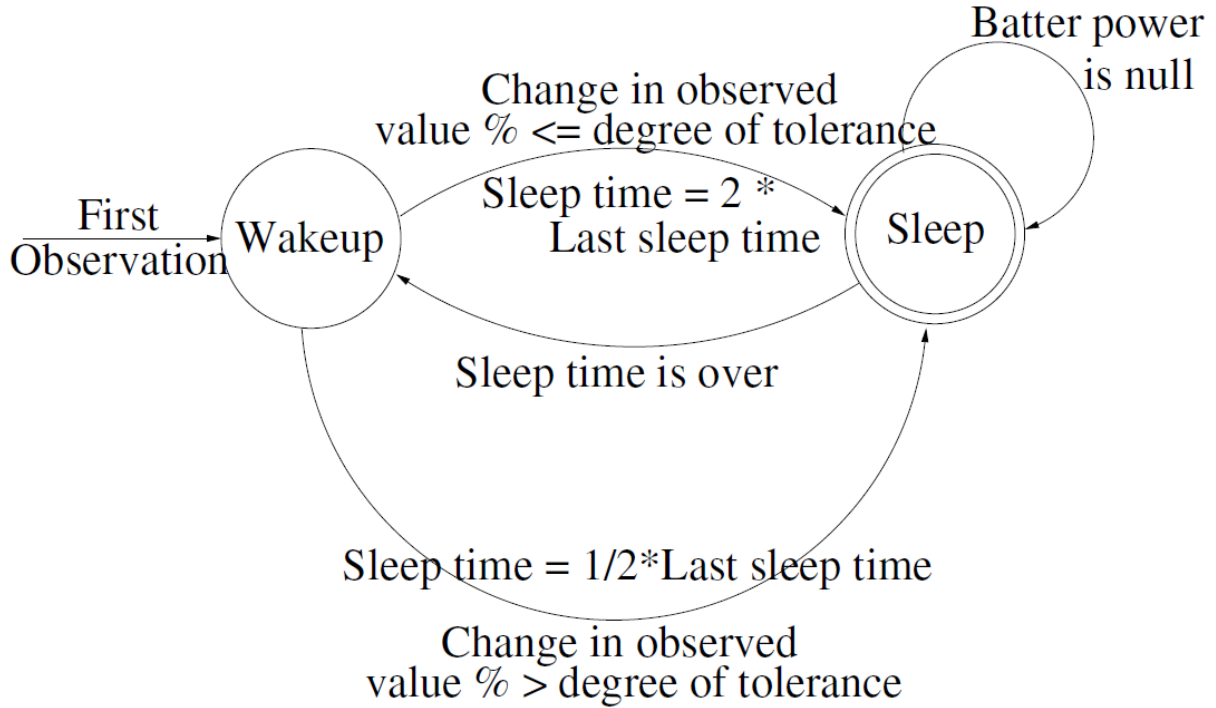 Batter power
is null
Change in observed
value % <= degree of tolerance
Sleep time = 2 *
Last sleep time
First
Observation
Wakeup
Sleep
Sleep time is over
Sleep time = 1/2*Last sleep time
Change in observed
value % > degree of tolerance